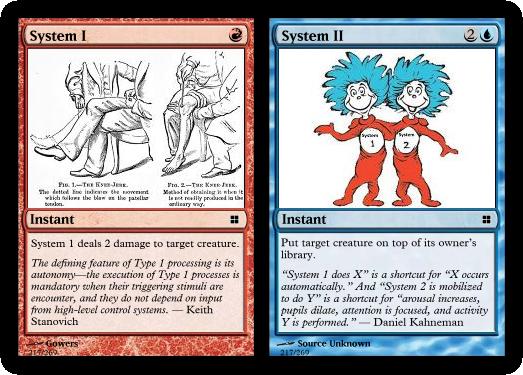 System I
FIG. 1.—THE KNEE-JERK.
The dotted line indicates the movement
which follows the blow on the patellar
tendon.
FIG. 2.—THE KNEE-JERK.
Method of obtaining it when it
is not readily produced in the
ordinary way.
Instant
System 1 deals 2 damage to target creature.
The defining feature of Type 1 processing is its
autonomy—the execution of Type 1 processes is
mandatory when their triggering stimuli are
encounter, and they do not depend on input
from high-level control systems. — Keith
Stanovich
Gowers
217/269
System II
2
System
1
System
2
Instant
Put target creature on top of its owner's
library.
"System 1 does X" is a shortcut for "X occurs
automatically." And "System 2 is mobilized
to do Y" is a shortcut for "arousal increases,
pupils dilate, attention is focused, and activity
Y is performed." — Daniel Kahneman
Source Unknown
217/269